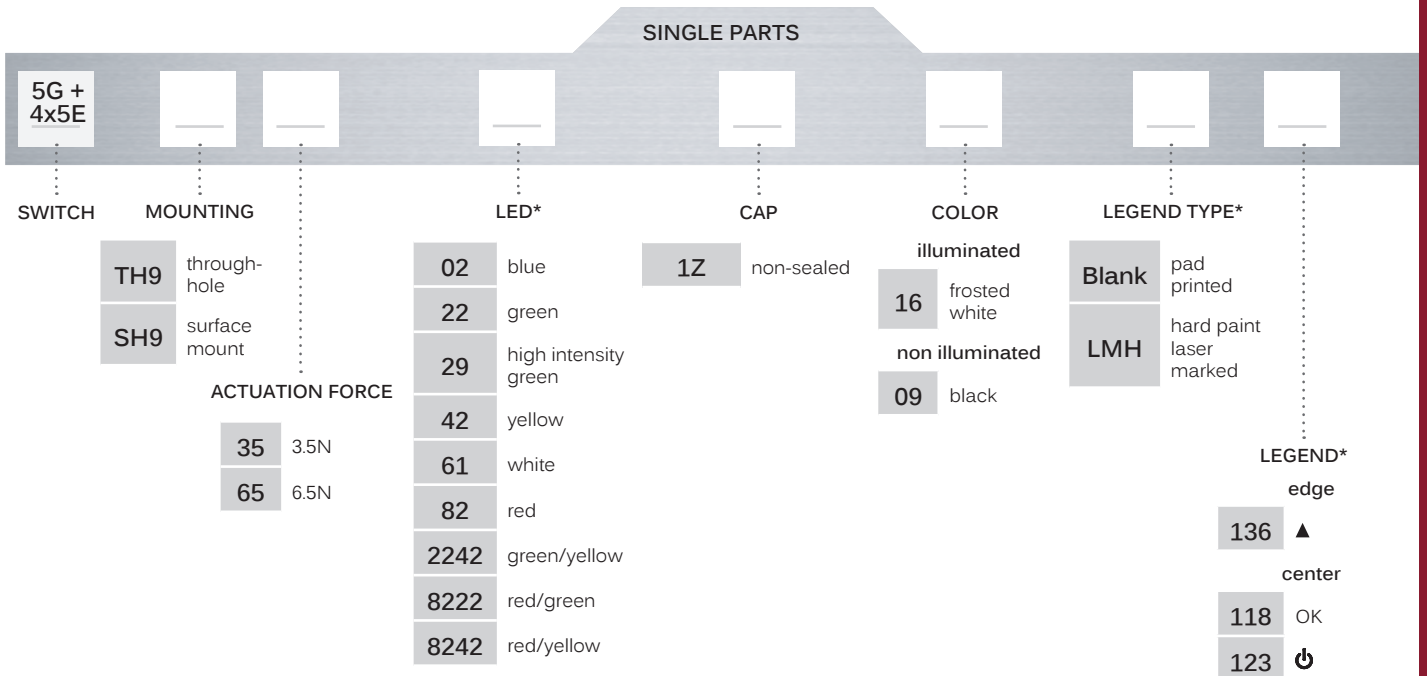 SINGLE PARTS
5G +
4x5E
SWITCH
MOUNTING
TH9 through-
hole
SH9 surface
mount
ACTUATION FORCE
35 3.5N
65 6.5N
LED*
02 blue
22 green
29 high intensity
green
42 yellow
61 white
82 red
2242 green/yellow
8222 red/green
8242 red/yellow
CAP
1Z non-sealed
COLOR
illuminated
16 frosted
white
non illuminated
09 black
LEGEND TYPE*
Blank pad
printed
LMH hard paint
laser
marked
LEGEND*
edge
136 ▲
center
118 OK
123 ⏻